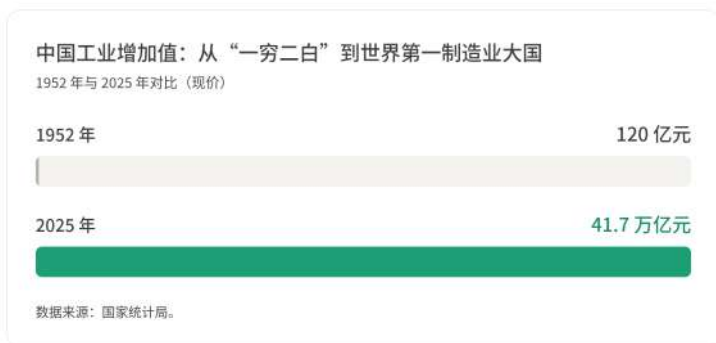 中国工业增加值：从“一穷二白”到世界第一制造业大国
1952 年与 2025 年对比（现价）
1952 年
120 亿元
2025 年
41.7 万亿元
数据来源：国家统计局。